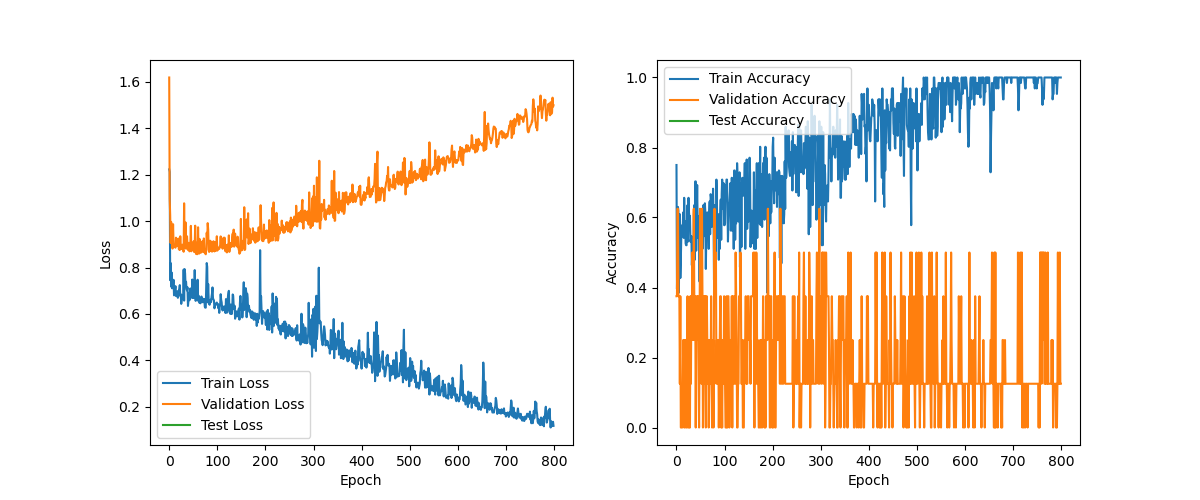 1.6
1.4
1.2
1.0
0.8
0.6
0.4
0.2
Loss
Train Loss
Validation Loss
Test Loss
0 100 200 300 400 500 600 700 800
Epoch
1.0
0.8
0.6
0.4
0.2
0.0
Accuracy
Train Accuracy
Validation Accuracy
Test Accuracy
0 100 200 300 400 500 600 700 800
Epoch